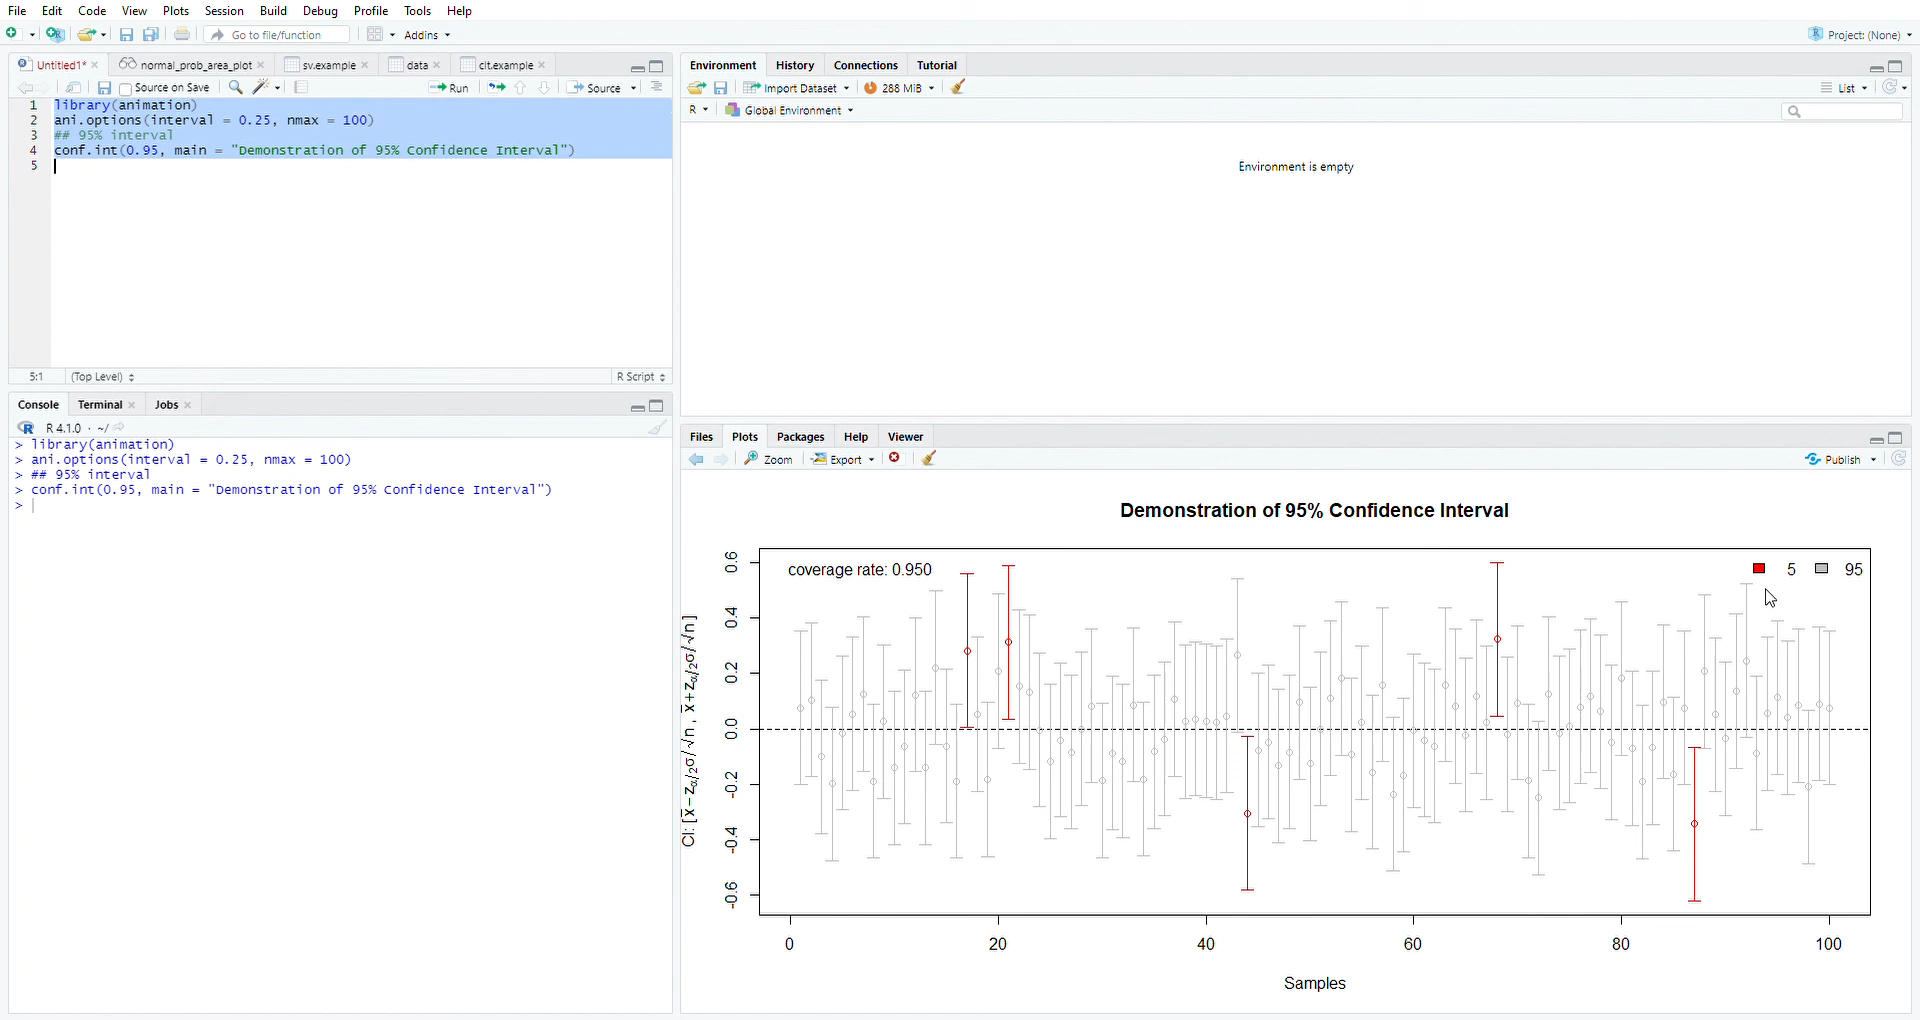 File Edit Code View Plots Session Build Debug Profile Tools Help
Go to file/function Addins Project: (None)
Untitled1* normal_prob_area_plot sv.example data clt.example
Source on Save Run Source
1 library(animation)
2 ani.options(interval = 0.25, nmax = 100)
3 ## 95% interval
4 conf.int(0.95, main = "Demonstration of 95% Confidence Interval")
5
5:1 (Top Level) R Script
Console Terminal Jobs
R 4.1.0 · ~/
> library(animation)
> ani.options(interval = 0.25, nmax = 100)
> ## 95% interval
> conf.int(0.95, main = "Demonstration of 95% Confidence Interval")
>
Environment History Connections Tutorial
Import Dataset 288 MiB List
R Global Environment
Environment is empty
Files Plots Packages Help Viewer
Zoom Export Publish
Demonstration of 95% Confidence Interval
coverage rate: 0.950 5 95
CI: [x̅−zα/2σ/√n , x̅+zα/2σ/√n]
0.6
0.4
0.2
0.0
-0.2
-0.4
-0.6
0 20 40 60 80 100
Samples